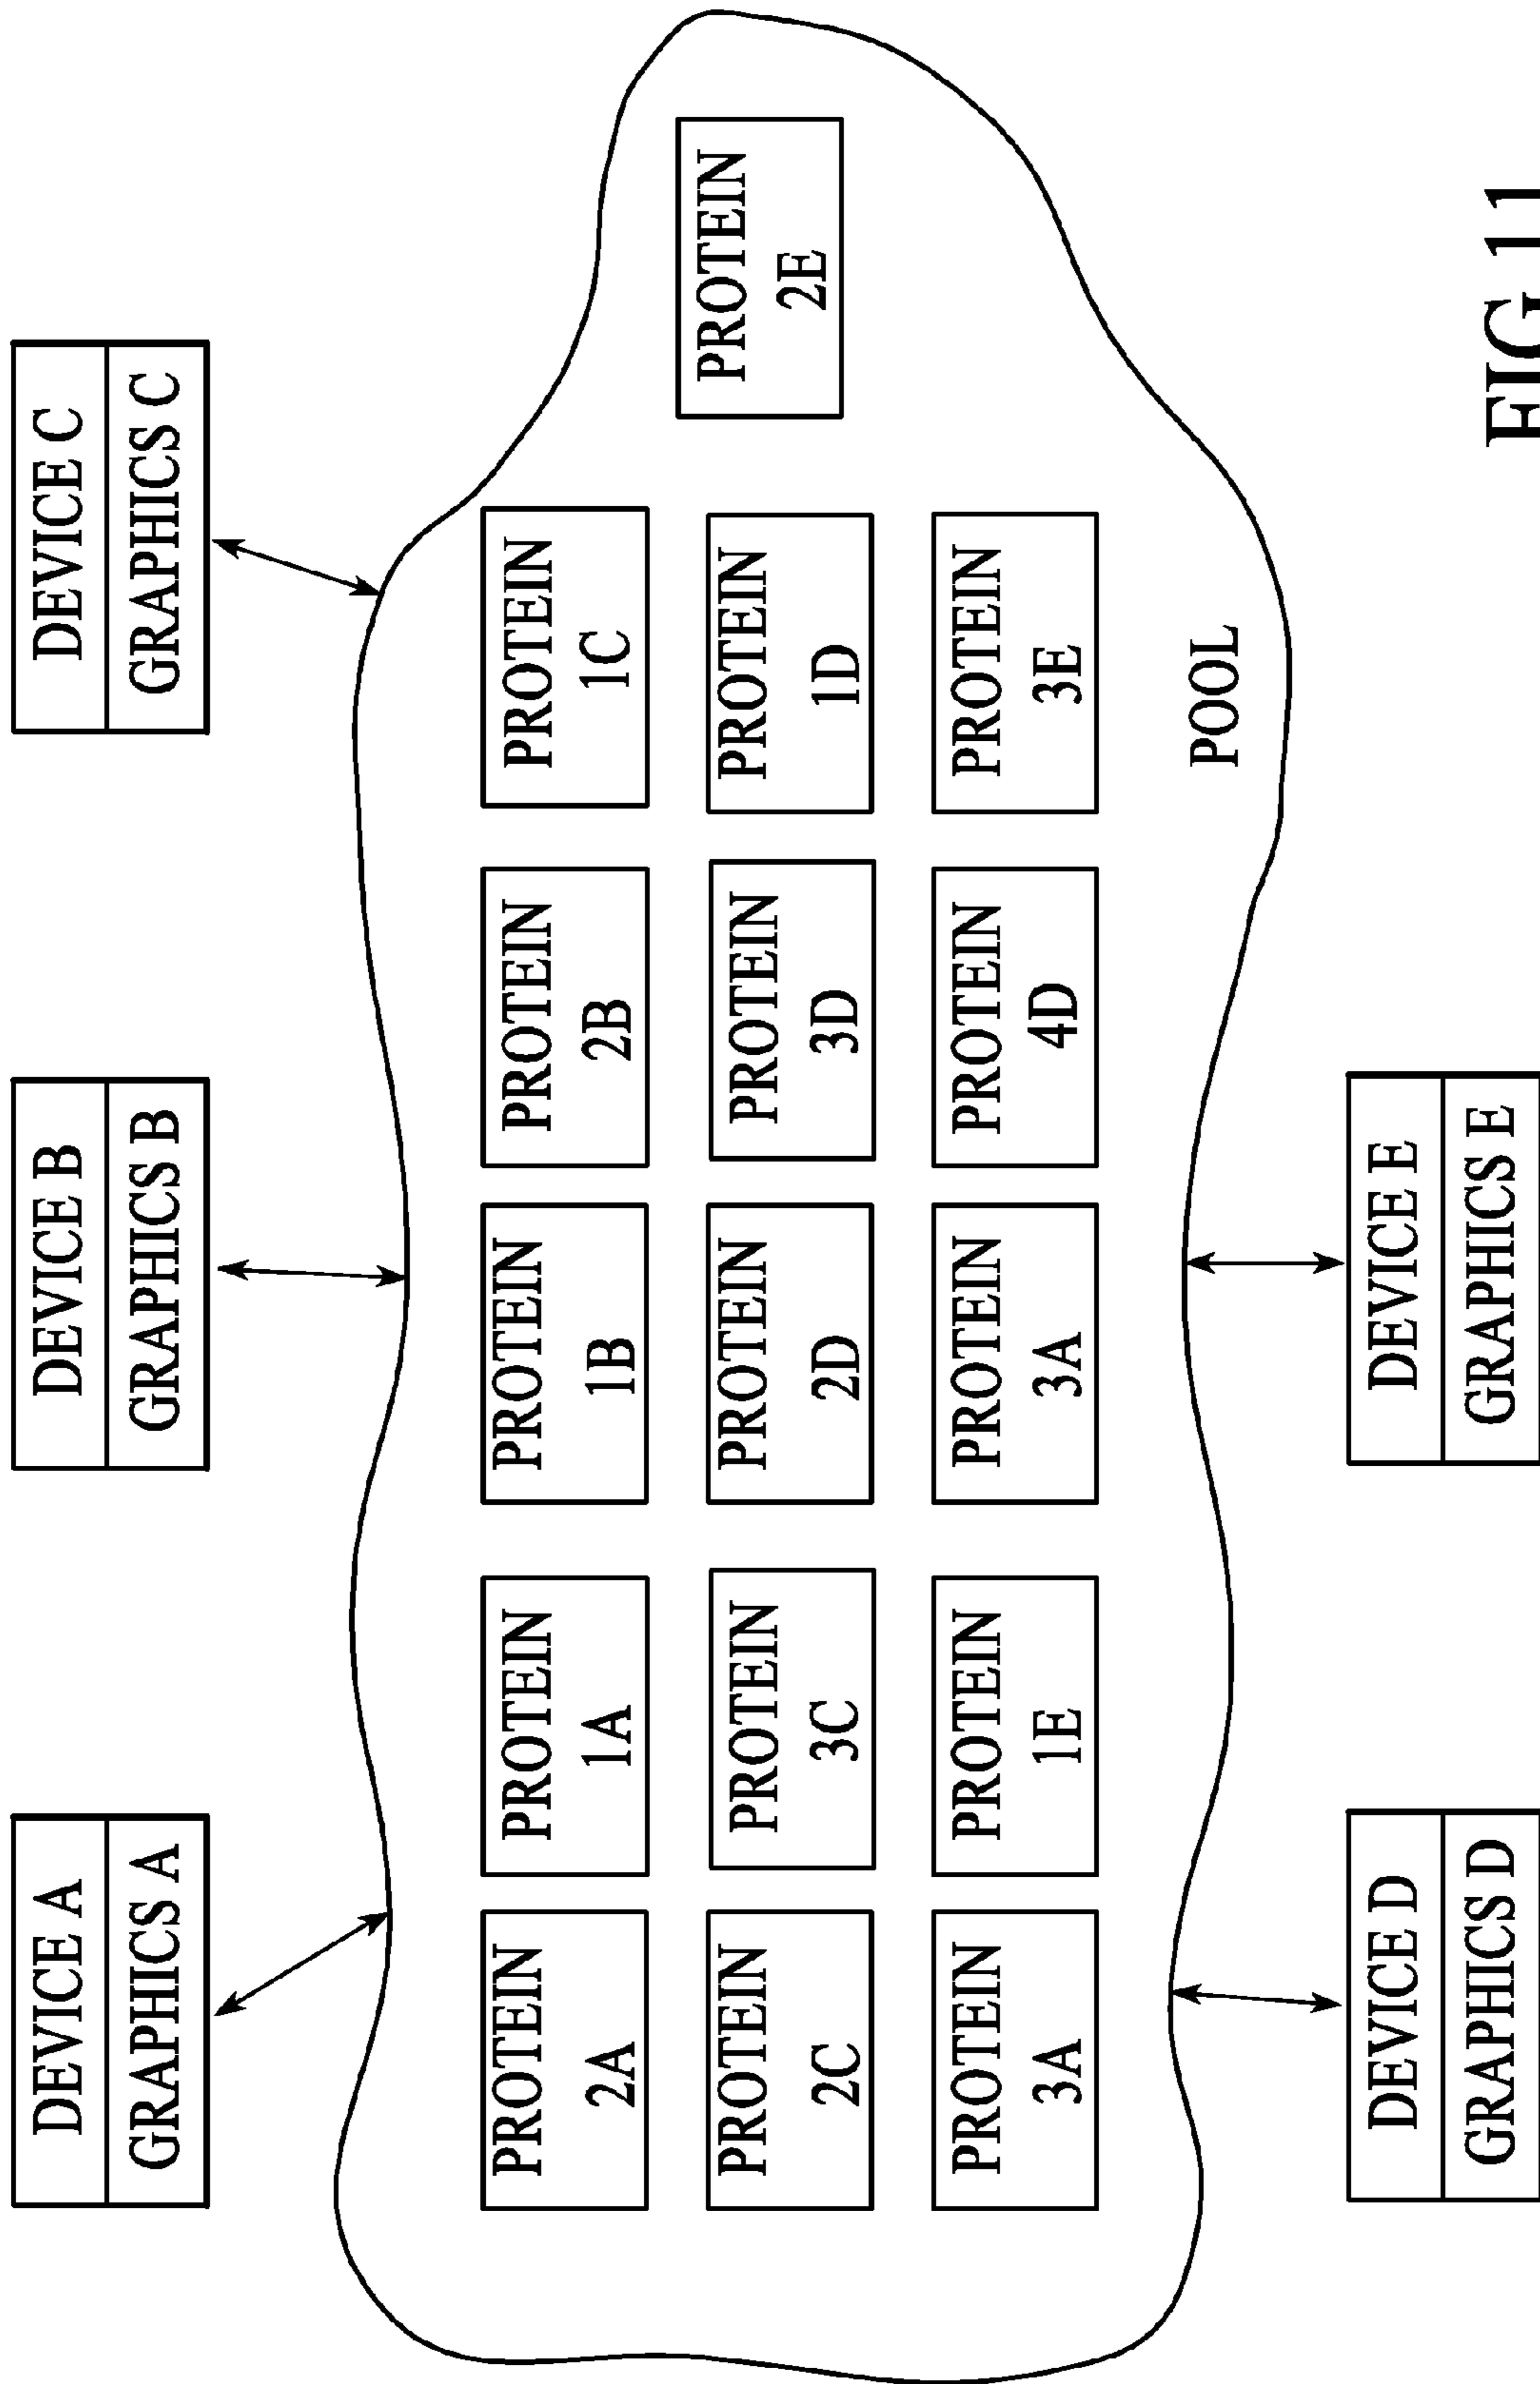 DEVICE A
GRAPHICS A
DEVICE B
GRAPHICS B
DEVICE C
GRAPHICS C
PROTEIN
2A
PROTEIN
1A
PROTEIN
1B
PROTEIN
2B
PROTEIN
1C
PROTEIN
2C
PROTEIN
3C
PROTEIN
2D
PROTEIN
3D
PROTEIN
1D
PROTEIN
2E
PROTEIN
3A
PROTEIN
1E
PROTEIN
3A
PROTEIN
4D
PROTEIN
3E
POOL
DEVICE D
GRAPHICS D
DEVICE E
GRAPHICS E
FIG.11